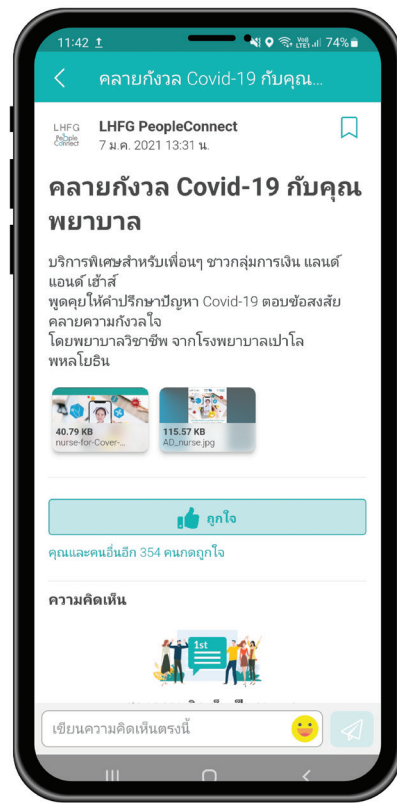 11:42
VoB
LTE1
74%
คลายกังวล Covid-19 กับคุณ...
LHFG
People
Connect
LHFG PeopleConnect
7 ม.ค. 2021 13:31 น.
คลายกังวล Covid-19 กับคุณ
พยาบาล
บริการพิเศษสำหรับเพื่อนๆ ชาวกลุ่มการเงิน แลนด์
แอนด์ เฮ้าส์
พูดคุยให้คำปรึกษาปัญหา Covid-19 ตอบข้อสงสัย
คลายความกังวลใจ
โดยพยาบาลวิชาชีพ จากโรงพยาบาลเปาโล
พหลโยธิน
40.79 KB
nurse-for-Cover-...
115.57 KB
AD_nurse.jpg
ถูกใจ
คุณและคนอื่นอีก 354 คนกดถูกใจ
ความคิดเห็น
1st
เขียนความคิดเห็นตรงนี้